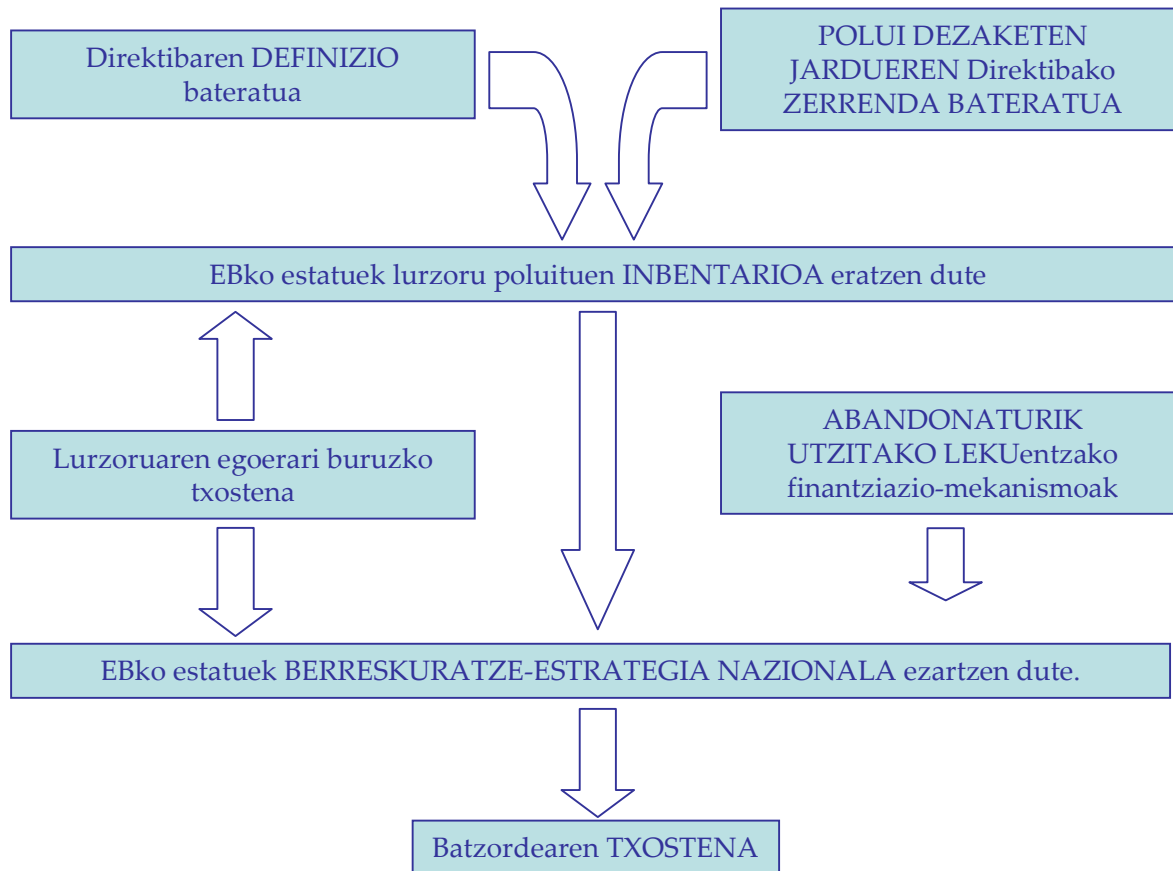 Direktibaren DEFINIZIO
bateratua
POLUI DEZAKETEN
JARDUEREN Direktibako
ZERRENDA BATERATUA
EBko estatuek lurzoru poluituen INBENTARIOA eratzen dute
Lurzoruaren egoerari buruzko
txostena
ABANDONATURIK
UTZITAKO LEKUentzako
finantziazio-mekanismoak
EBko estatuek BERRESKURATZE-ESTRATEGIA NAZIONALA ezartzen dute.
Batzordearen TXOSTENA